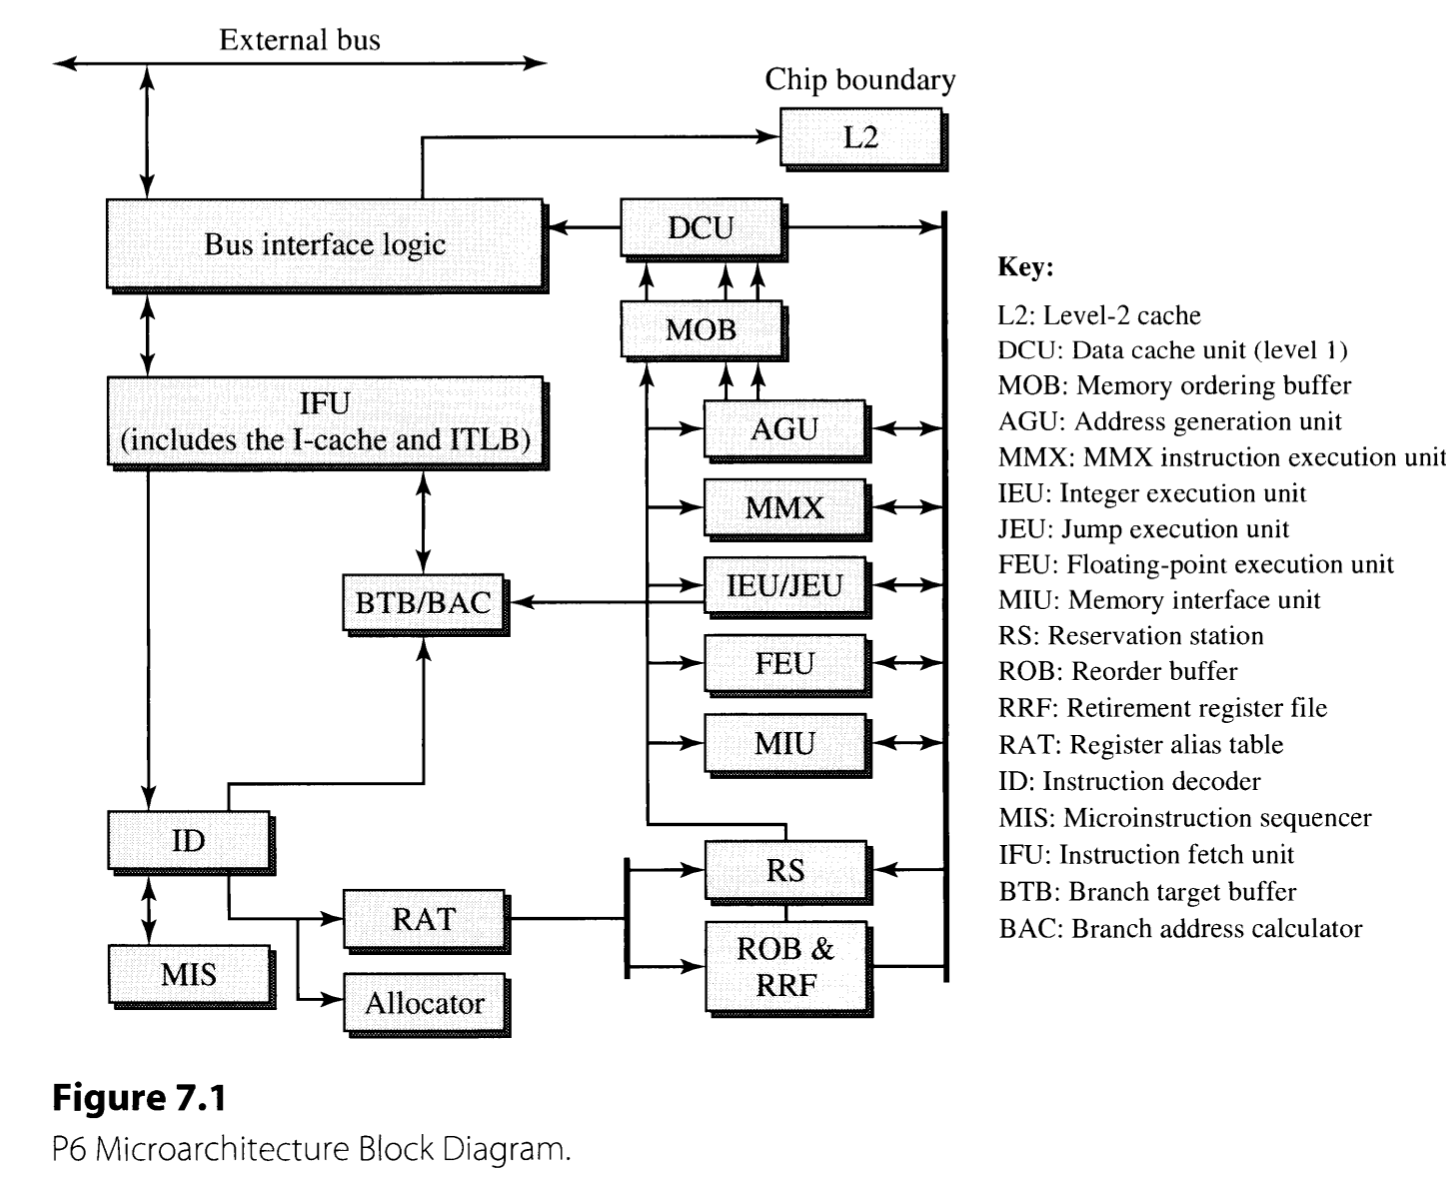 External bus
Chip boundary
L2
Bus interface logic
DCU
MOB
IFU
(includes the I-cache and ITLB)
AGU
MMX
BTB/BAC
IEU/JEU
FEU
MIU
ID
RAT
RS
MIS
Allocator
ROB &
RRF
Key:
L2: Level-2 cache
DCU: Data cache unit (level 1)
MOB: Memory ordering buffer
AGU: Address generation unit
MMX: MMX instruction execution unit
IEU: Integer execution unit
JEU: Jump execution unit
FEU: Floating-point execution unit
MIU: Memory interface unit
RS: Reservation station
ROB: Reorder buffer
RRF: Retirement register file
RAT: Register alias table
ID: Instruction decoder
MIS: Microinstruction sequencer
IFU: Instruction fetch unit
BTB: Branch target buffer
BAC: Branch address calculator
Figure 7.1
P6 Microarchitecture Block Diagram.